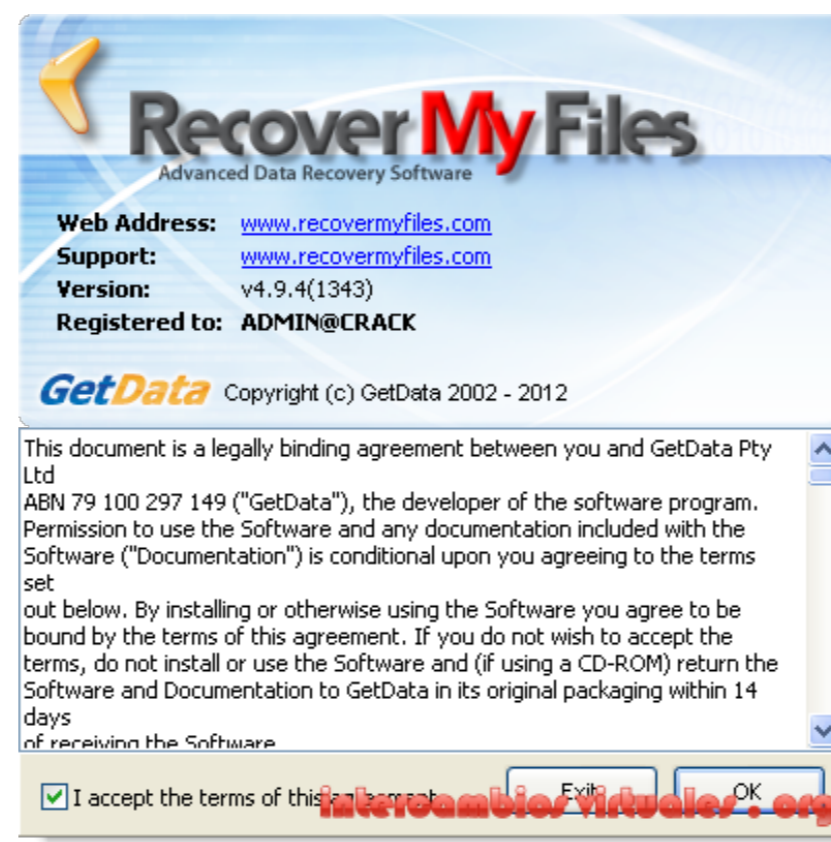 Recover My Files
Advanced Data Recovery Software
Web Address: www.recovermyfiles.com
Support: www.recovermyfiles.com
Version: v4.9.4(1343)
Registered to: ADMIN@CRACK
GetData Copyright (c) GetData 2002 - 2012
This document is a legally binding agreement between you and GetData Pty
Ltd
ABN 79 100 297 149 ("GetData"), the developer of the software program.
Permission to use the Software and any documentation included with the
Software ("Documentation") is conditional upon you agreeing to the terms
set
out below. By installing or otherwise using the Software you agree to be
bound by the terms of this agreement. If you do not wish to accept the
terms, do not install or use the Software and (if using a CD-ROM) return the
Software and Documentation to GetData in its original packaging within 14
days
of receiving the Software
I accept the terms of this agreement Exit OK
intercambiosvirtuales.org